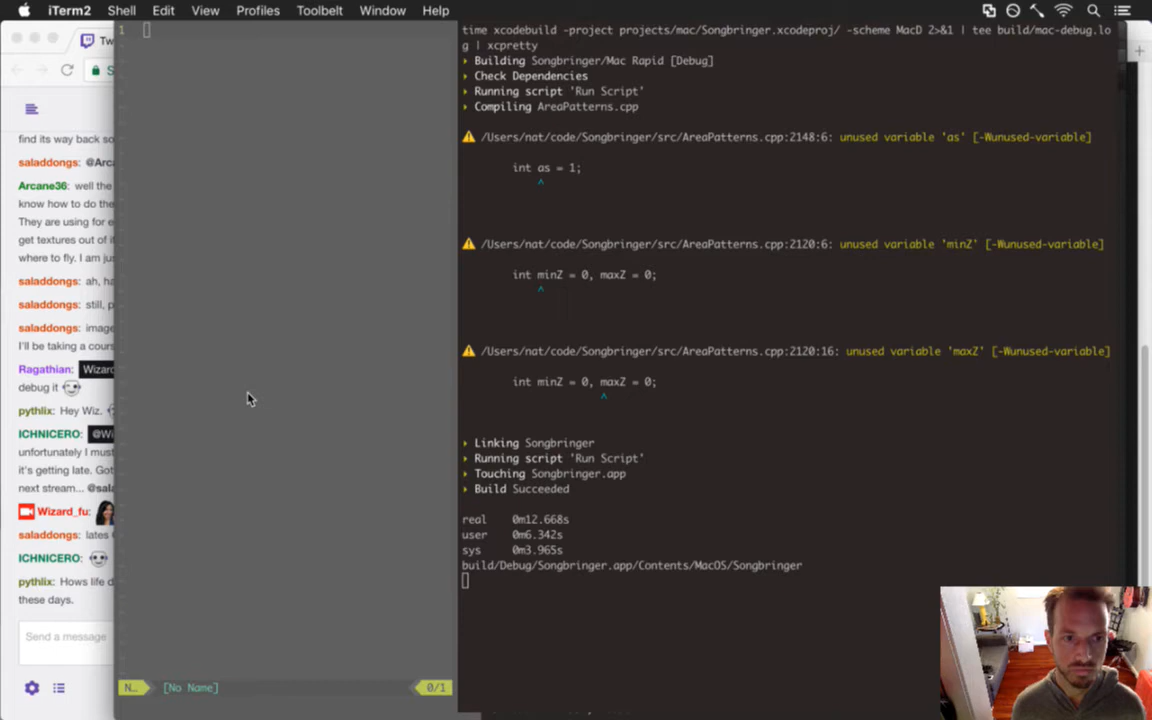 iTerm2 Shell Edit View Profiles Toolbelt Window Help
Tw
S
find its way back so
saladdongs: @Arca
Arcane36: well the
know how to do the
They are using for e
get textures out of it
where to fly. I am jus
saladdongs: ah, ha
saladdongs: still, p
saladdongs: image
I'll be taking a cours
Ragathian: Wizard
debug it
pythlix: Hey Wiz.
ICHNICERO: @Wi
unfortunately I must
it's getting late. Got
next stream... @sala
Wizard_fu:
saladdongs: lates
ICHNICERO:
pythlix: Hows life d
these days.
Send a message
1
N... [No Name] 0/1
time xcodebuild -project projects/mac/Songbringer.xcodeproj/ -scheme MacD 2>&1 | tee build/mac-debug.lo
g | xcpretty
Building Songbringer/Mac Rapid [Debug]
Check Dependencies
Running script 'Run Script'
Compiling AreaPatterns.cpp
/Users/nat/code/Songbringer/src/AreaPatterns.cpp:2148:6: unused variable 'as' [-Wunused-variable]
int as = 1;
^
/Users/nat/code/Songbringer/src/AreaPatterns.cpp:2120:6: unused variable 'minZ' [-Wunused-variable]
int minZ = 0, maxZ = 0;
^
/Users/nat/code/Songbringer/src/AreaPatterns.cpp:2120:16: unused variable 'maxZ' [-Wunused-variable]
int minZ = 0, maxZ = 0;
^
Linking Songbringer
Running script 'Run Script'
Touching Songbringer.app
Build Succeeded
real 0m12.668s
user 0m6.342s
sys 0m3.965s
build/Debug/Songbringer.app/Contents/MacOS/Songbringer